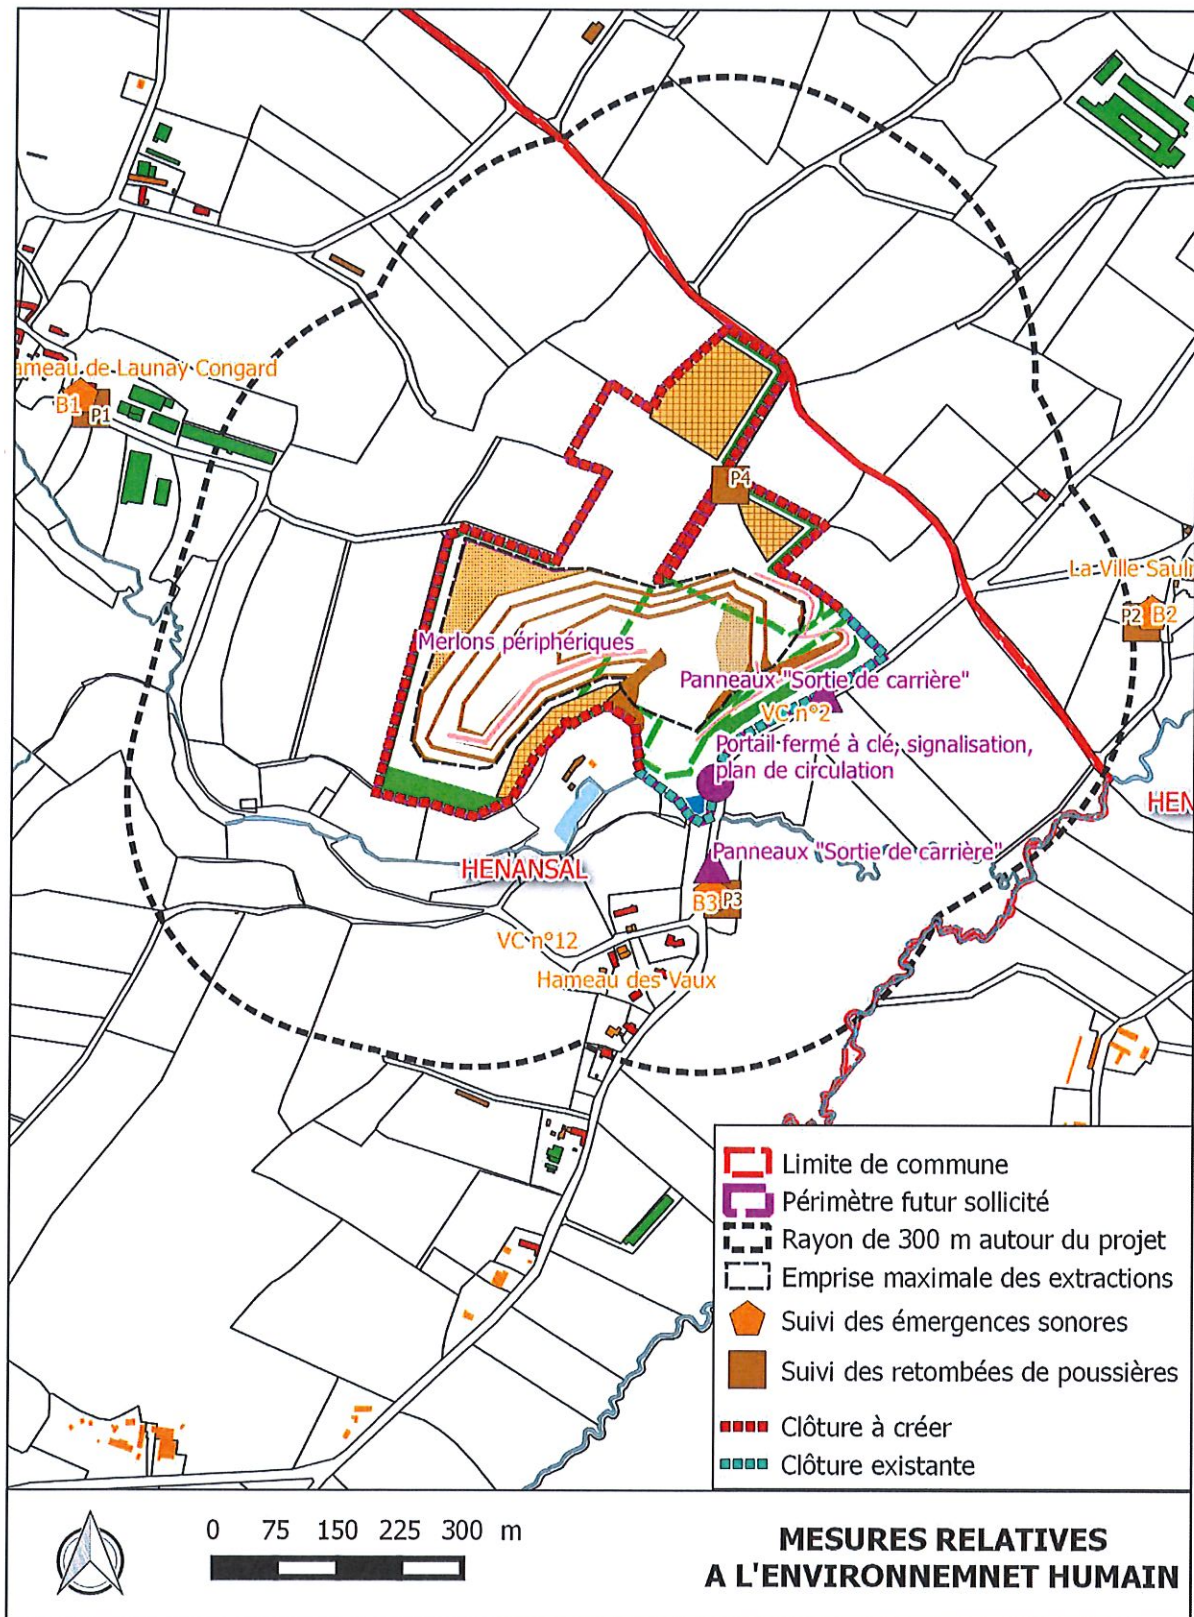 ameau de Launay Congard
B1
P1
P4
La Ville Sauli
P2
B2
Merlons périphériques
Panneaux "Sortie de carrière"
VC n°2
Portail fermé à clé, signalisation,
plan de circulation
HEN
HENANSAL
Panneaux "Sortie de carrière"
B3
P3
VC n°12
Hameau des Vaux
Limite de commune
Périmètre futur sollicité
Rayon de 300 m autour du projet
Emprise maximale des extractions
Suivi des émergences sonores
Suivi des retombées de poussières
Clôture à créer
Clôture existante
0 75 150 225 300 m
MESURES RELATIVES
A L'ENVIRONNEMNET HUMAIN